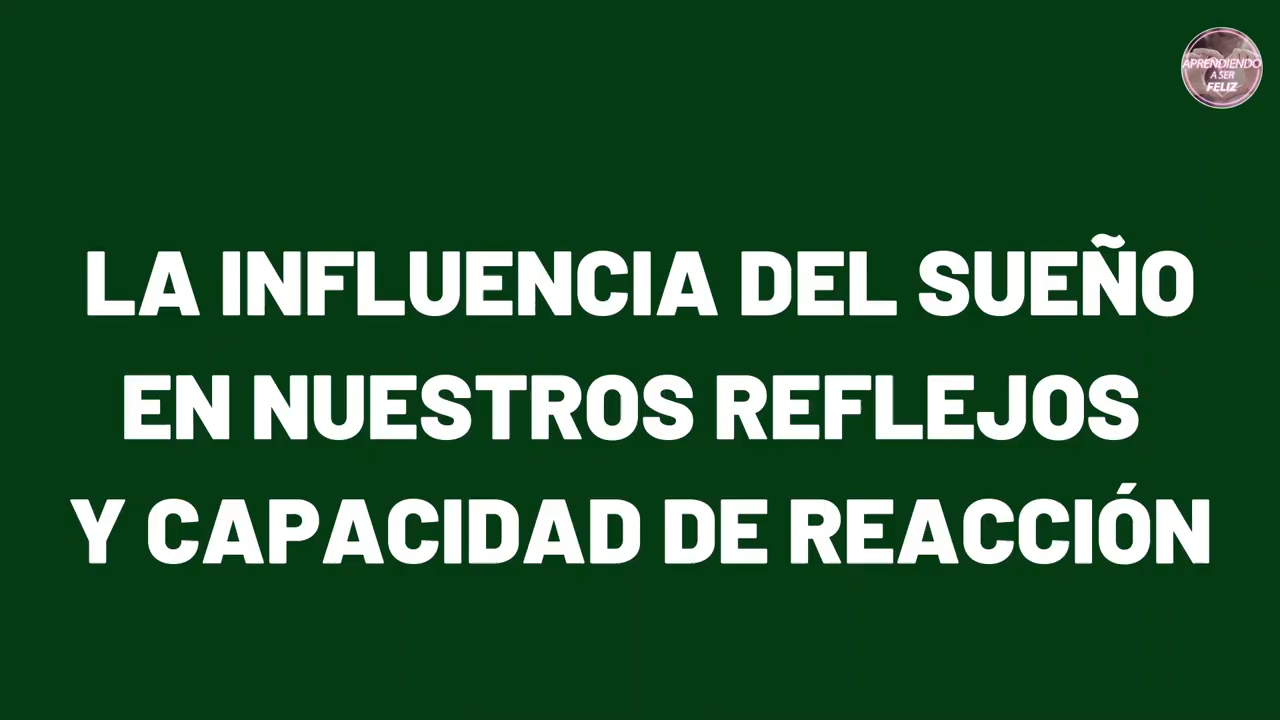 APRENDIENDO
A SER
FELIZ
LA INFLUENCIA DEL SUEÑO
EN NUESTROS REFLEJOS
Y CAPACIDAD DE REACCIÓN